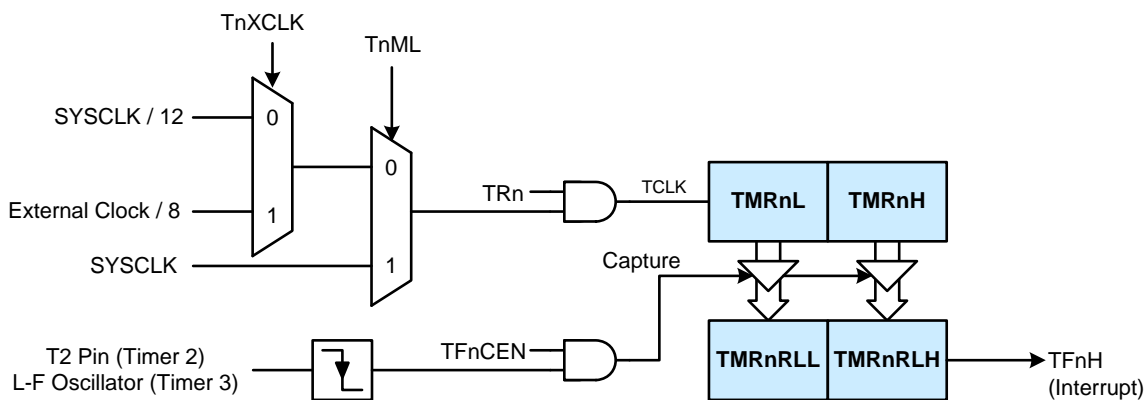 TnXCLK
TnML
SYSCLK / 12
0
0
External Clock / 8
1
SYSCLK
1
TRn
TCLK
TMRnL
TMRnH
Capture
T2 Pin (Timer 2)
L-F Oscillator (Timer 3)
TFnCEN
TMRnRLL
TMRnRLH
TFnH
(Interrupt)